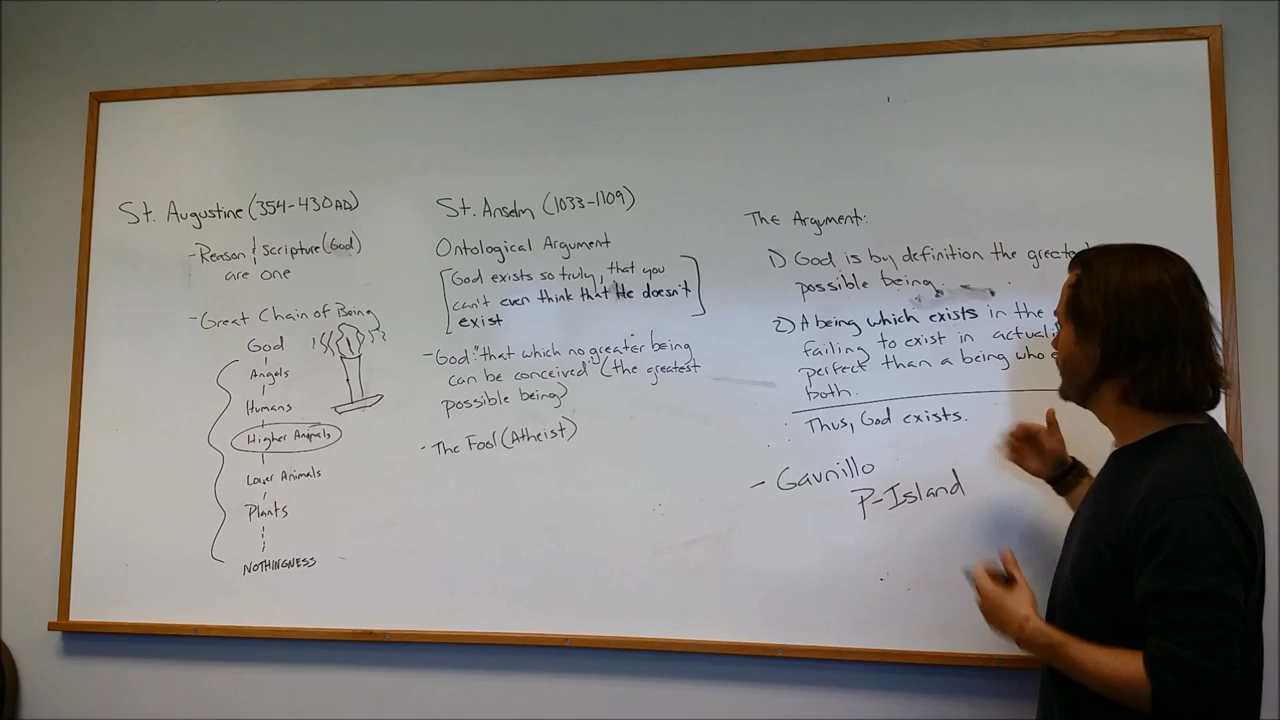 St. Augustine (354-430AD)
- Reason & Scripture (God)
are one
- Great Chain of Being
God
Angels
Humans
Higher Animals
Lower Animals
Plants
NOTHINGNESS
St. Anselm (1033-1109)
Ontological Argument
[God exists so truly, that you
can't even think that He doesn't
exist]
- God: "that which no greater being
can be conceived" (the greatest
possible being)
- The Fool (Atheist)
The Argument:
1) God is by definition the
possible being.
2) A being which exists in the
failing to exist in
perfect than a being who
both.
Thus, God exists.
- Gavnillo
P-Island